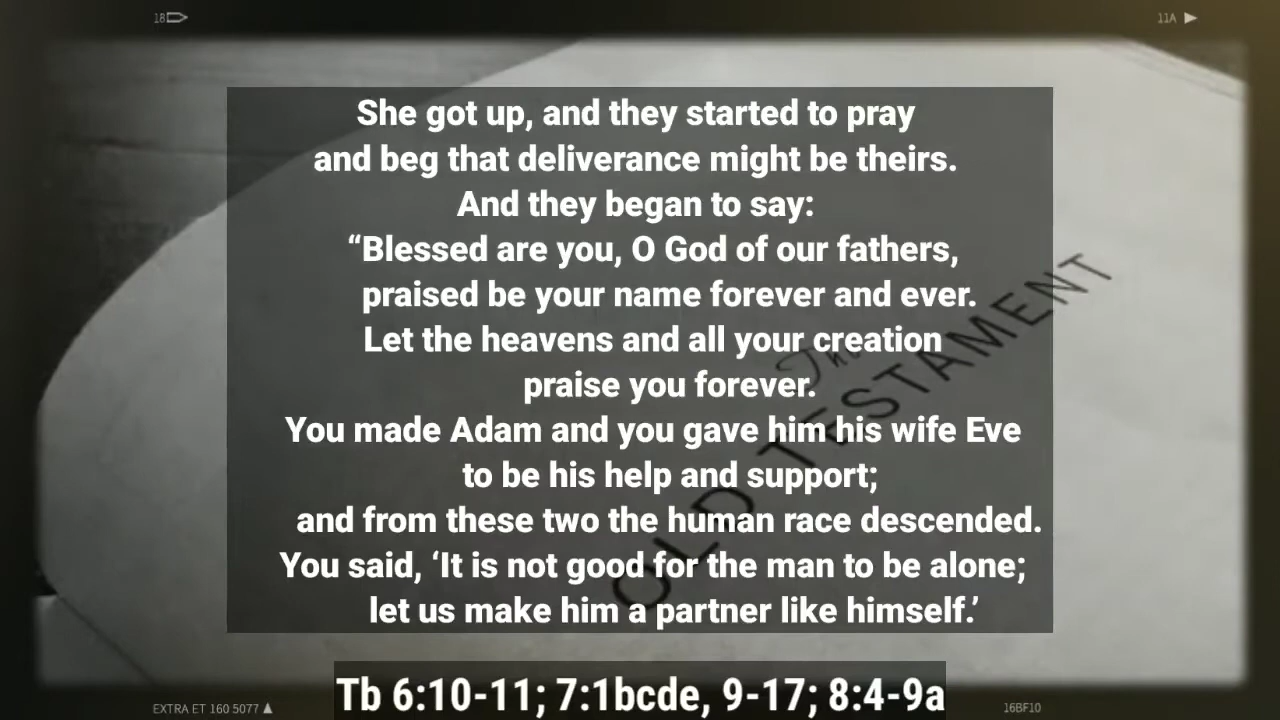 18
11A
She got up, and they started to pray
and beg that deliverance might be theirs.
And they began to say:
“Blessed are you, O God of our fathers,
praised be your name forever and ever.
Let the heavens and all your creation
praise you forever.
You made Adam and you gave him his wife Eve
to be his help and support;
and from these two the human race descended.
You said, ‘It is not good for the man to be alone;
let us make him a partner like himself.’
The
OLD TESTAMENT
Tb 6:10-11; 7:1bcde, 9-17; 8:4-9a
EXTRA ET 160 5077
16BF10